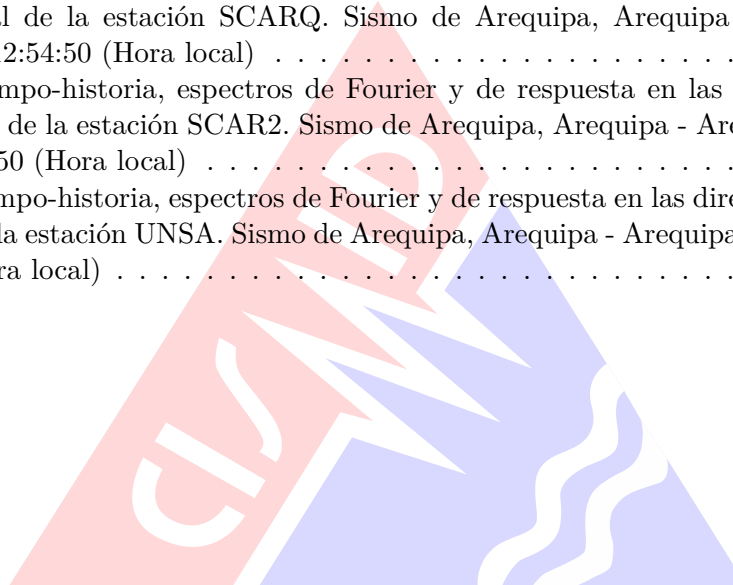 l de la estación SCARQ. Sismo de Arequipa, Arequipa
2:54:50 (Hora local) . . . . . . . . . . . . . . . . . . . . . . . . .
mpo-historia, espectros de Fourier y de respuesta en las
de la estación SCAR2. Sismo de Arequipa, Arequipa - Are
50 (Hora local) . . . . . . . . . . . . . . . . . . . . . . . . . . . .
mpo-historia, espectros de Fourier y de respuesta en las dire
la estación UNSA. Sismo de Arequipa, Arequipa - Arequipa
ra local) . . . . . . . . . . . . . . . . . . . . . . . . . . . . . . . .
CISMID